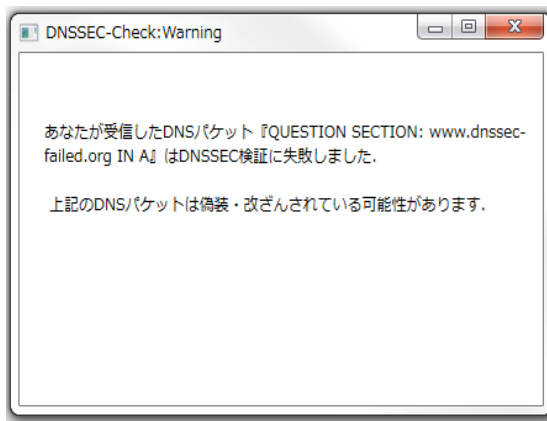 DNSSEC-Check:Warning
あなたが受信したDNSパケット『QUESTION SECTION: www.dnssec-
failed.org IN A』はDNSSEC検証に失敗しました.
上記のDNSパケットは偽装・改ざんされている可能性があります.